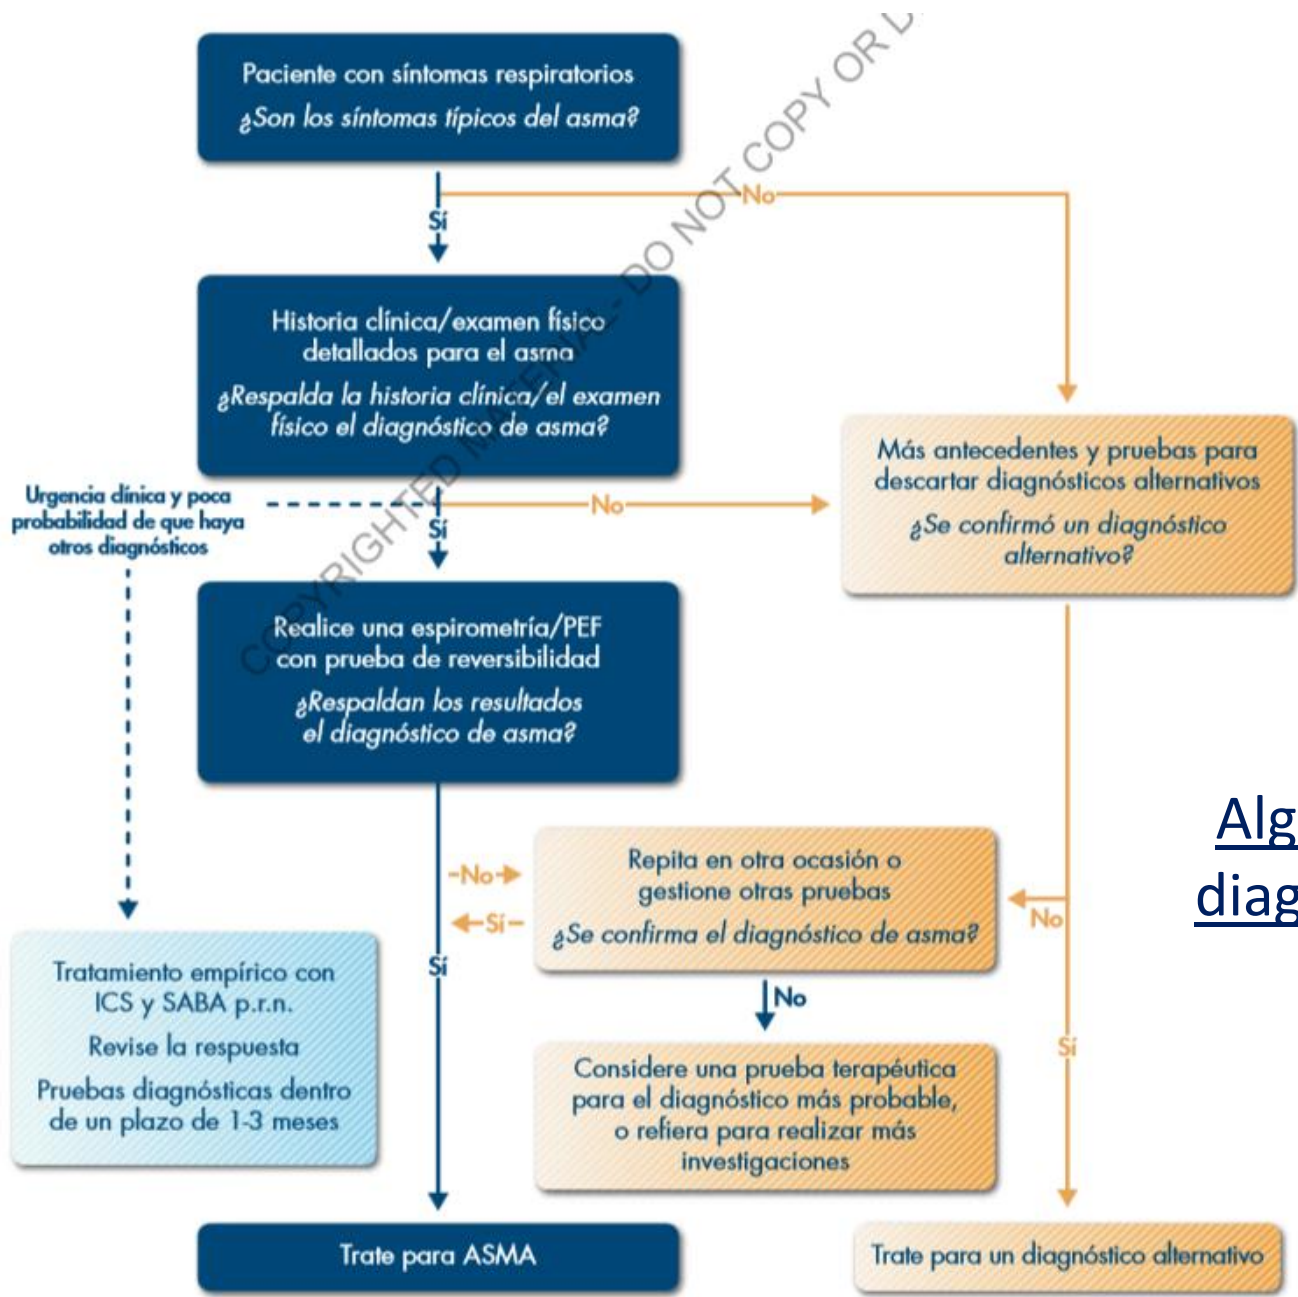 Paciente con síntomas respiratorios
¿Son los síntomas típicos del asma?
No
Sí
Historia clínica/examen físico
detallados para el asma
¿Respalda la historia clínica/el examen
físico el diagnóstico de asma?
Urgencia clínica y poca
probabilidad de que haya
otros diagnósticos
No
Sí
Más antecedentes y pruebas para
descartar diagnósticos alternativos
¿Se confirmó un diagnóstico
alternativo?
Realice una espirometría/PEF
con prueba de reversibilidad
¿Respaldan los resultados
el diagnóstico de asma?
No
Sí
Repita en otra ocasión o
gestione otras pruebas
¿Se confirma el diagnóstico de asma?
No
Alg
diag
Sí
No
Sí
Tratamiento empírico con
ICS y SABA p.r.n.
Revise la respuesta
Pruebas diagnósticas dentro
de un plazo de 1-3 meses
Considere una prueba terapéutica
para el diagnóstico más probable,
o refiera para realizar más
investigaciones
Trate para ASMA
Trate para un diagnóstico alternativo
COPYRIGHTED MATERIAL - DO NOT COPY OR D